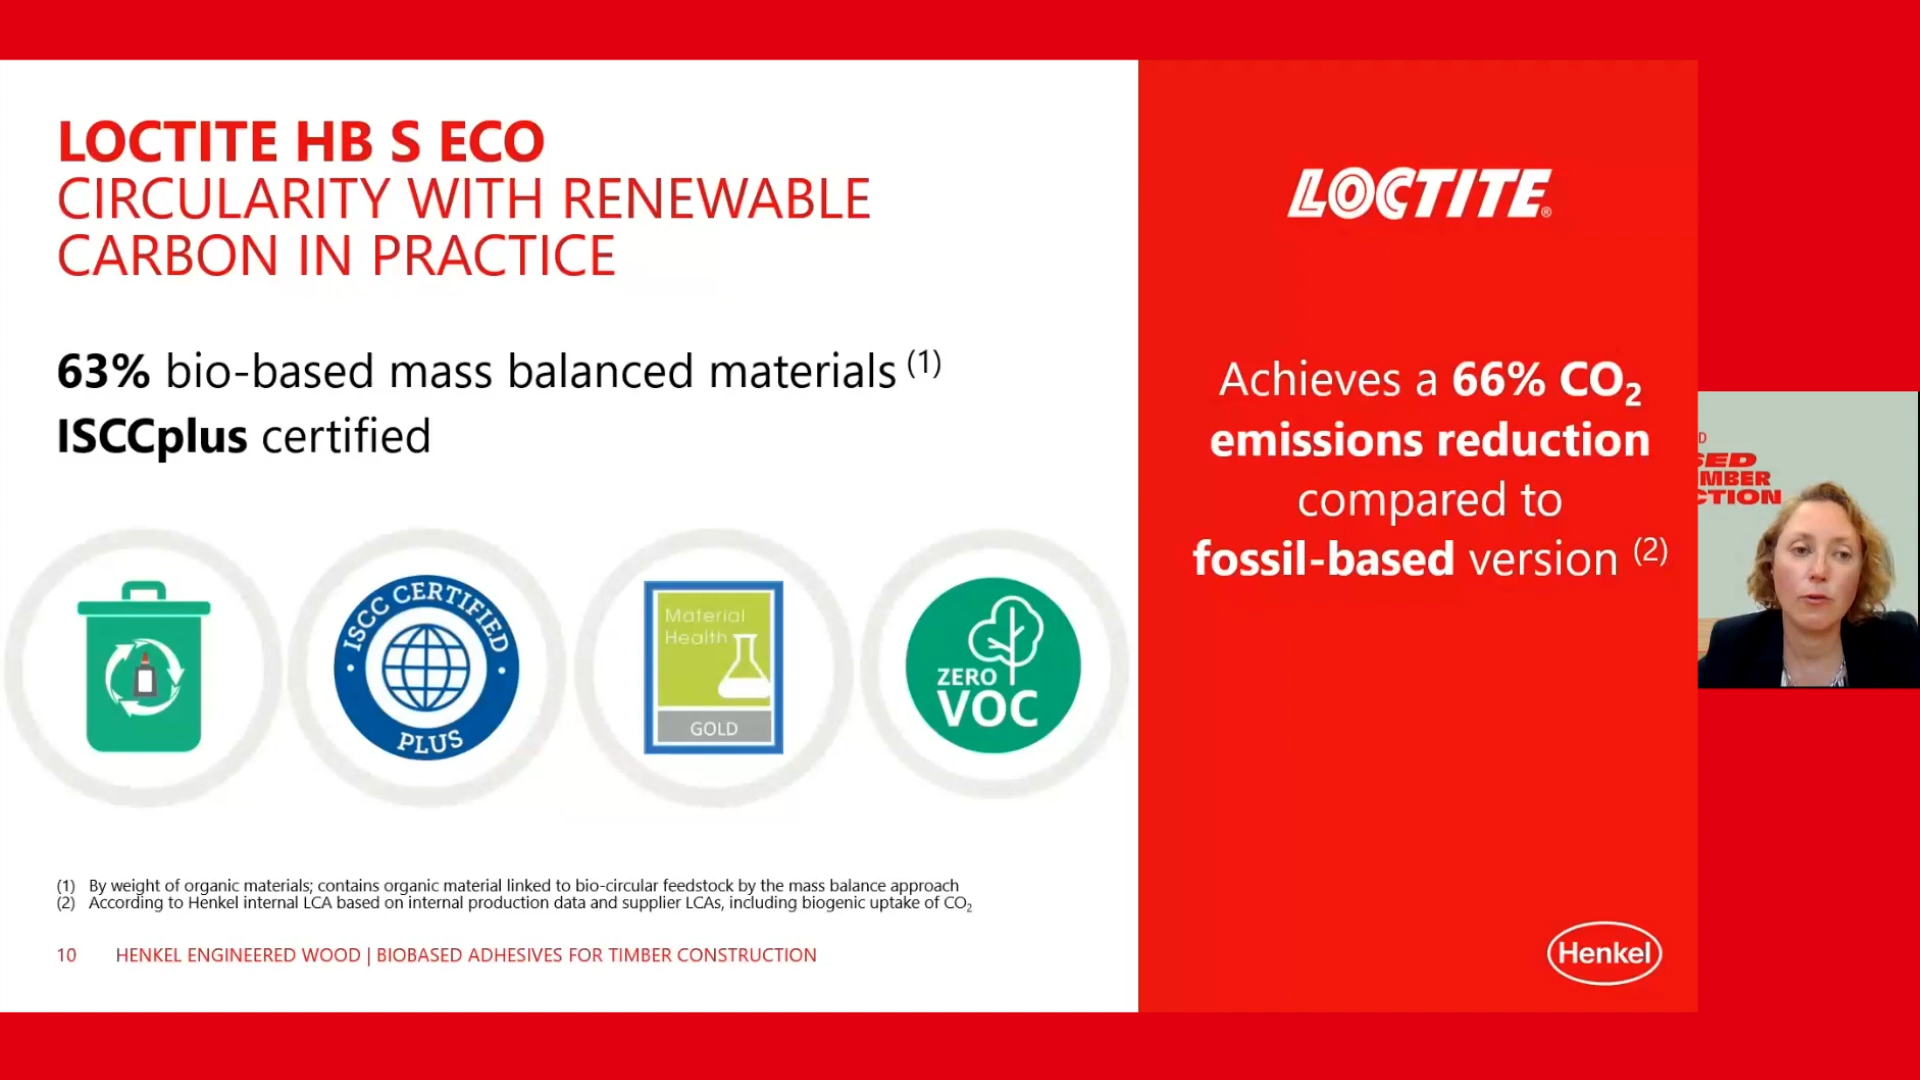 LOCTITE HB S ECO
CIRCULARITY WITH RENEWABLE
CARBON IN PRACTICE
63% bio-based mass balanced materials (1)
ISCCplus certified
ISCC CERTIFIED
PLUS
Material
Health
GOLD
ZERO
VOC
(1) By weight of organic materials; contains organic material linked to bio-circular feedstock by the mass balance approach
(2) According to Henkel internal LCA based on internal production data and supplier LCAs, including biogenic uptake of CO₂
10 HENKEL ENGINEERED WOOD | BIOBASED ADHESIVES FOR TIMBER CONSTRUCTION
LOCTITE®
Achieves a 66% CO₂
emissions reduction
compared to
fossil-based version (2)
Henkel
D
SED
MBER
CTION